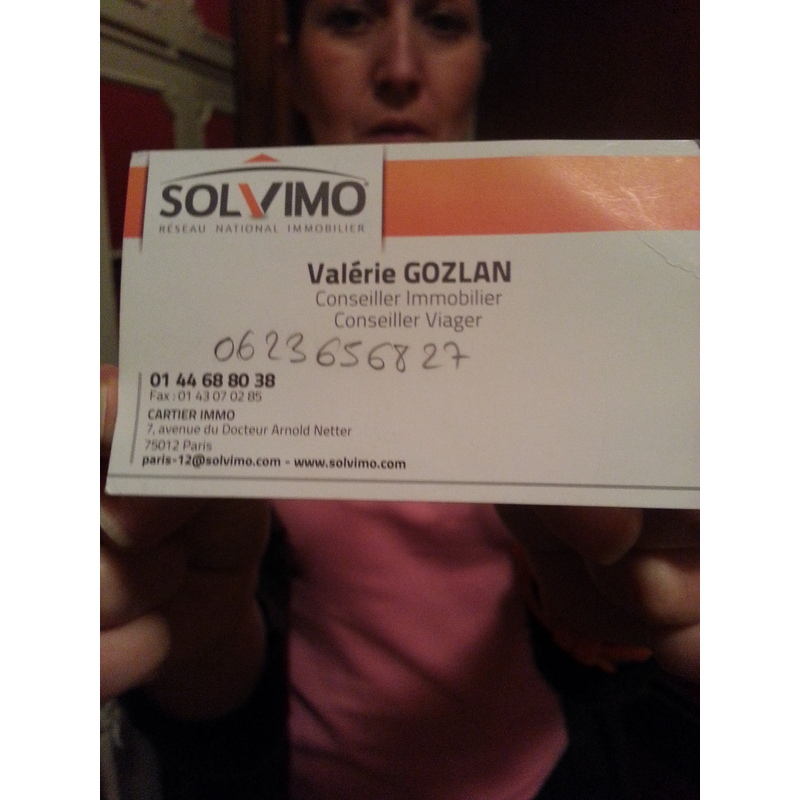 SOLVIMO
RÉSEAU NATIONAL IMMOBILIER
Valérie GOZLAN
Conseiller Immobilier
Conseiller Viager
0623656827
01 44 68 80 38
Fax : 01 43 07 02 85
CARTIER IMMO
7, avenue du Docteur Arnold Netter
75012 Paris
paris-12@solvimo.com - www.solvimo.com